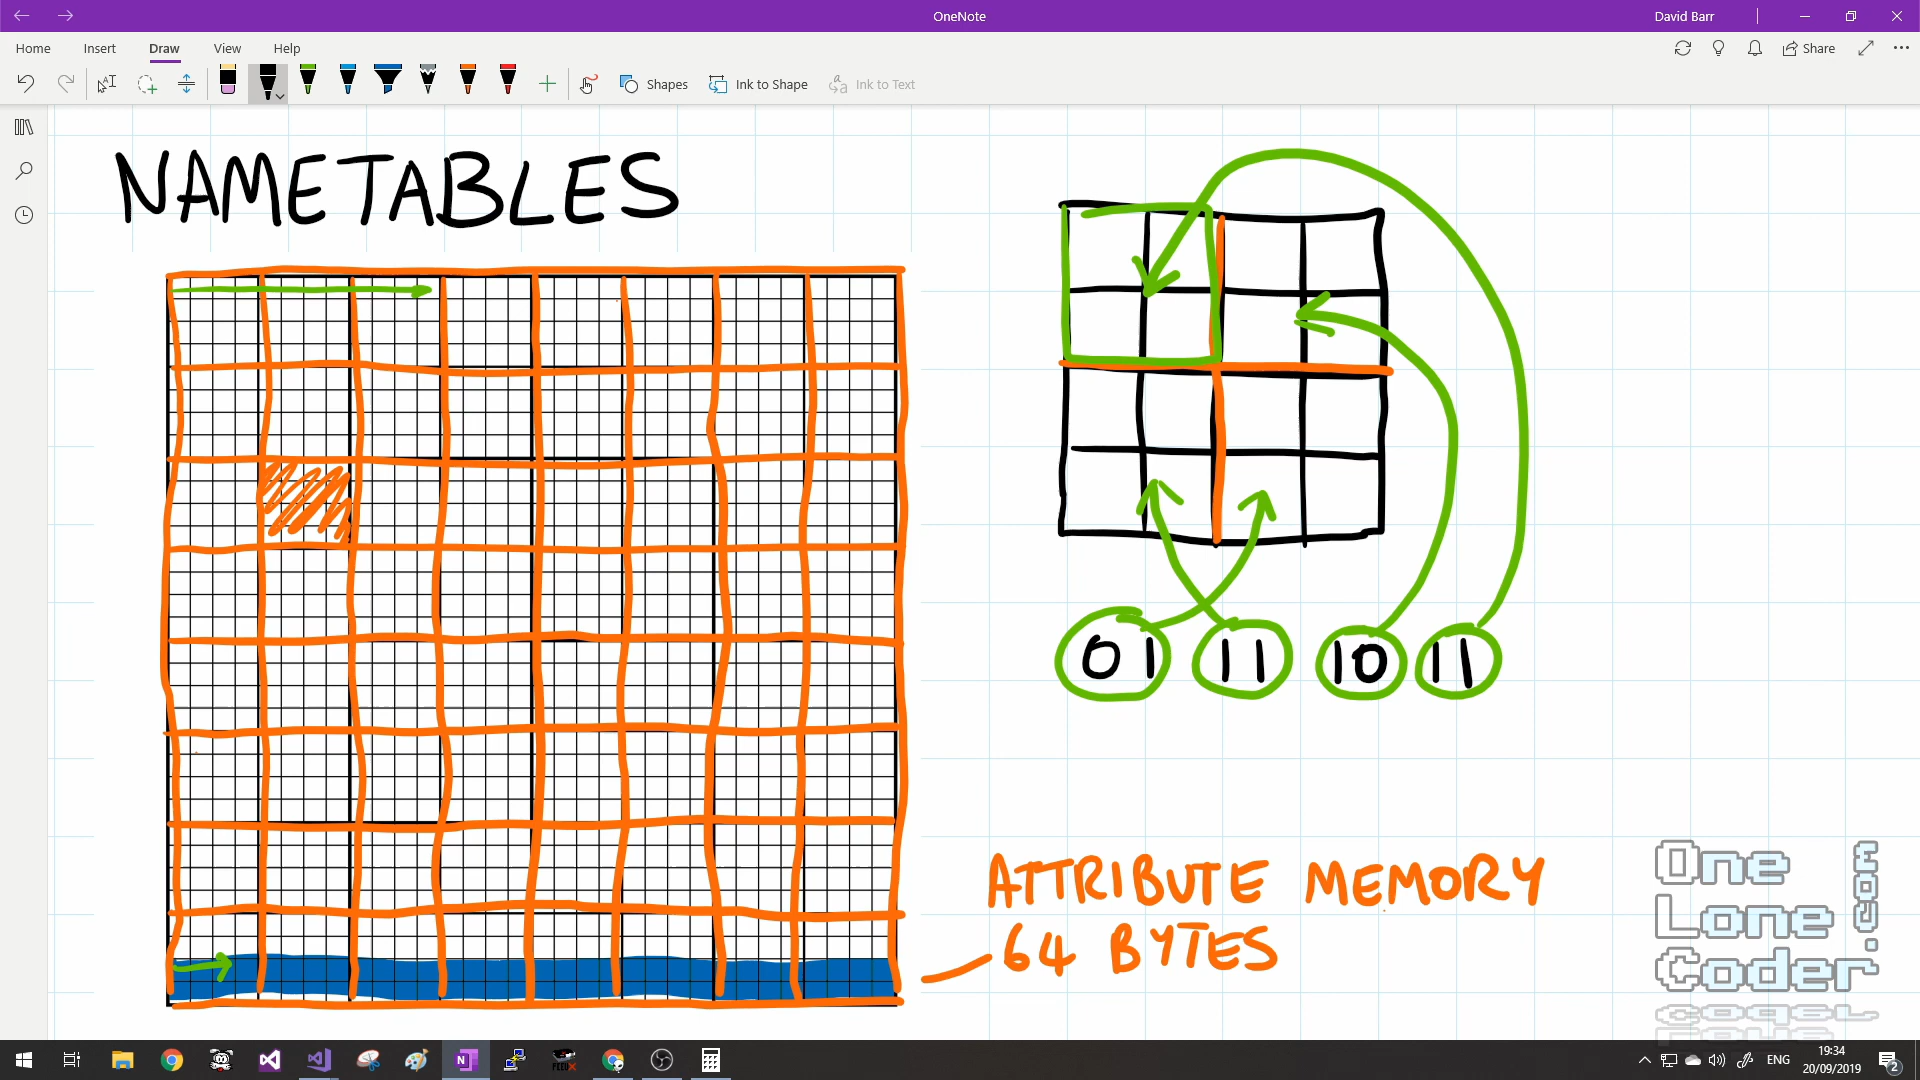 OneNote
David Barr
Home Insert Draw View Help
Share
Shapes
Ink to Shape
Ink to Text
NAMETABLES
01 11 10 11
ATTRIBUTE MEMORY
64 BYTES
One
Lone
Coder
.com
ENG
19:34
20/09/2019
2